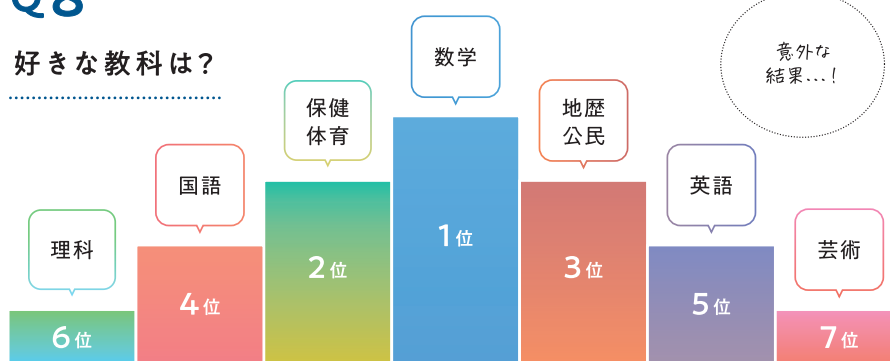 Q8
好きな教科は?
意外な
結果...!
数学
1位
保健
体育
2位
地歴
公民
3位
国語
4位
英語
5位
理科
6位
芸術
7位